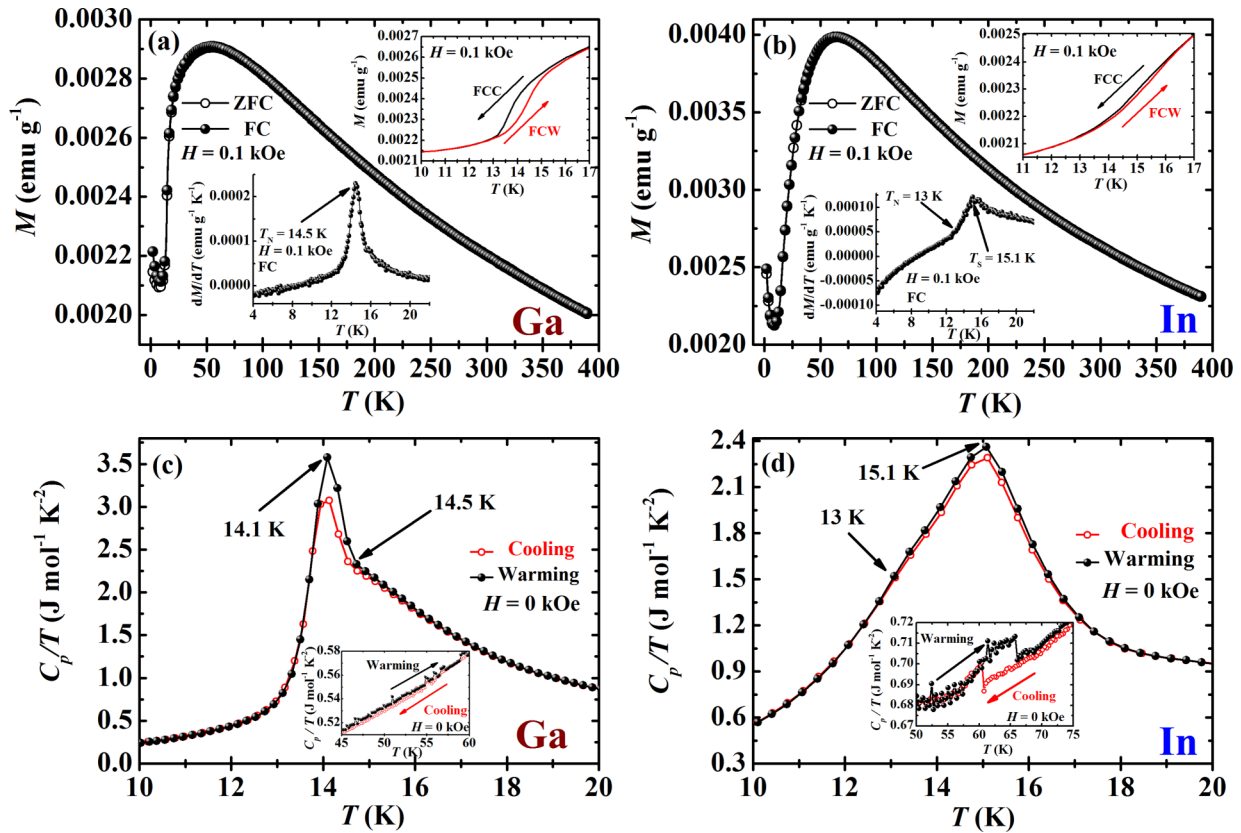 (a)
M (emu g⁻¹)
0.0030
0.0028
0.0026
0.0024
0.0022
0.0020
ZFC
FC
H = 0.1 kOe
M (emu g⁻¹)
0.0027
0.0026
0.0025
0.0024
0.0023
0.0022
0.0021
H = 0.1 kOe
FCC
FCW
10 11 12 13 14 15 16 17
T (K)
dM/dT (emu g⁻¹ K⁻¹)
0.0002
0.0001
0.0000
T_N = 14.5 K
H = 0.1 kOe
FC
4 8 12 16 20
T (K)
Ga
0 50 100 150 200 250 300 350 400
T (K)
(b)
M (emu g⁻¹)
0.0040
0.0035
0.0030
0.0025
0.0020
ZFC
FC
H = 0.1 kOe
M (emu g⁻¹)
0.0025
0.0024
0.0023
0.0022
0.0021
H = 0.1 kOe
FCC
FCW
11 12 13 14 15 16 17
T (K)
dM/dT (emu g⁻¹ K⁻¹)
0.00010
0.00005
0.00000
-0.00005
-0.00010
T_N = 13 K
T_S = 15.1 K
H = 0.1 kOe
FC
4 8 12 16 20
T (K)
In
0 50 100 150 200 250 300 350 400
T (K)
(c)
C_p/T (J mol⁻¹ K⁻²)
3.5
3.0
2.5
2.0
1.5
1.0
0.5
0.0
14.1 K
14.5 K
Cooling
Warming
H = 0 kOe
C_p / T (J mol⁻¹ K⁻²)
0.58
0.56
0.54
0.52
Warming
Cooling
H = 0 kOe
45 50 55 60
T (K)
Ga
10 12 14 16 18 20
T (K)
(d)
C_p/T (J mol⁻¹ K⁻²)
2.4
2.1
1.8
1.5
1.2
0.9
0.6
0.3
15.1 K
13 K
Cooling
Warming
H = 0 kOe
C_p / T (J mol⁻¹ K⁻²)
0.72
0.71
0.70
0.69
0.68
0.67
Warming
Cooling
H = 0 kOe
50 55 60 65 70 75
T (K)
In
10 12 14 16 18 20
T (K)